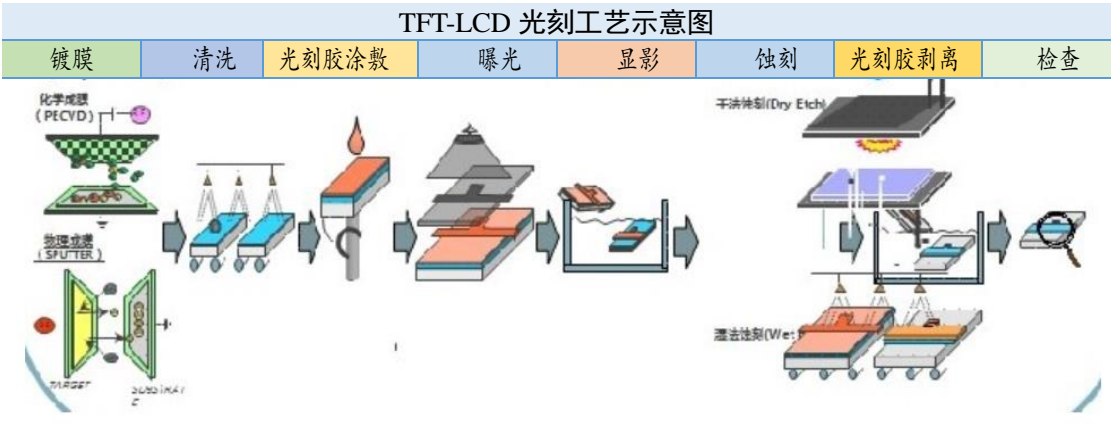 TFT-LCD 光刻工艺示意图
镀膜 清洗 光刻胶涂敷 曝光 显影 蚀刻 光刻胶剥离 检查
化学成膜
(PECVD)
干法蚀刻(Dry Etch)
物理成膜
(SPUTTER)
湿法蚀刻(Wet
TARGET
SUBSTRAT
E